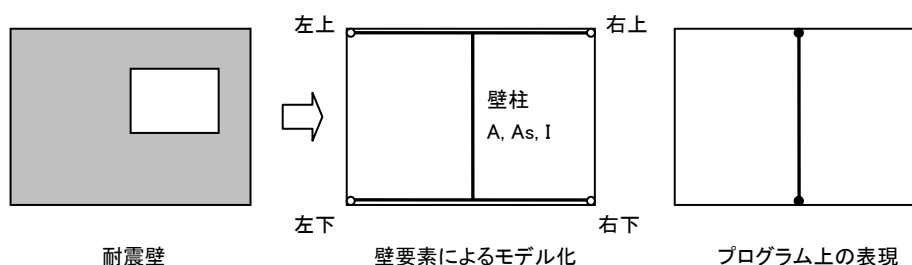 左上
右上
壁柱
A, As, I
左下
右下
耐震壁
壁要素によるモデル化
プログラム上の表現